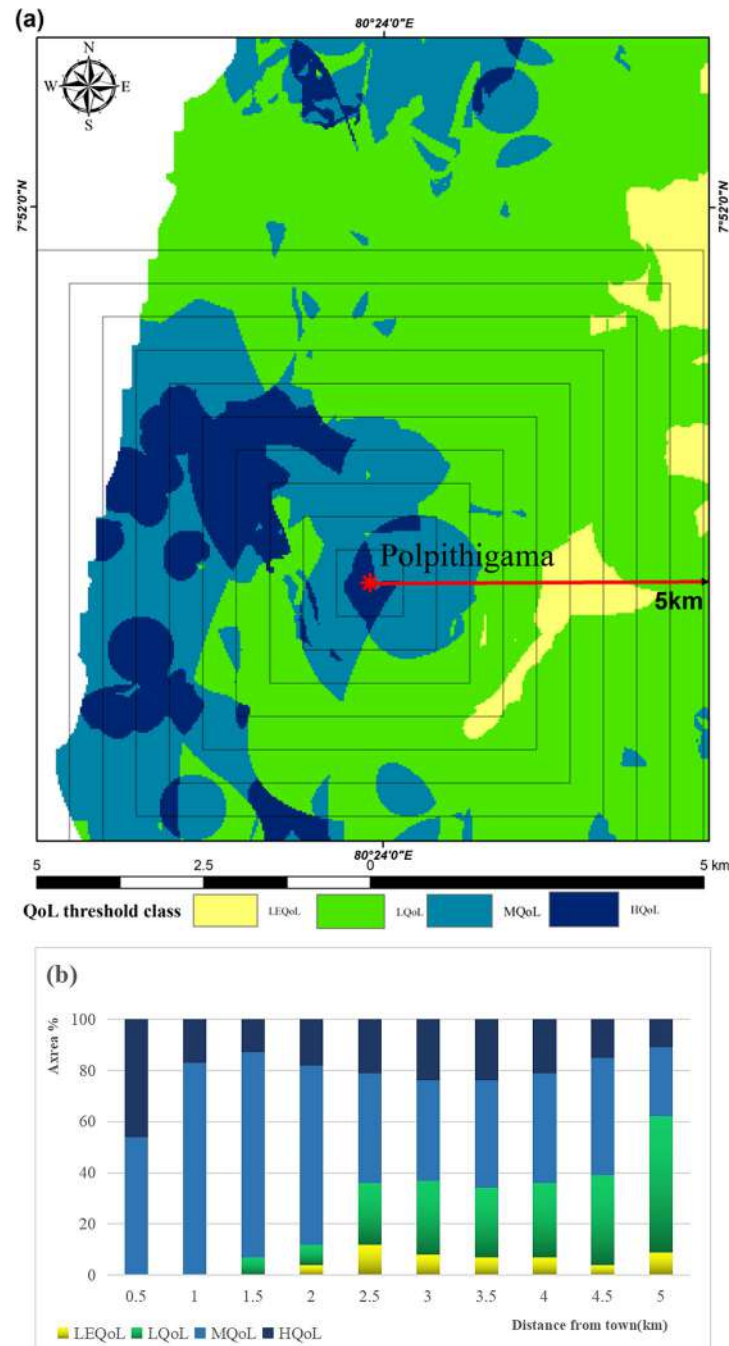 (a)
80°24'0"E
N
W E
S
7°52'0"N
7°52'0"N
Polpithigama
5km
80°24'0"E
5 2.5 0 5 km
QoL threshold class LEQoL LQoL MQoL HQoL
(b)
Axrea %
100
80
60
40
20
0
0.5 1 1.5 2 2.5 3 3.5 4 4.5 5
LEQoL LQoL MQoL HQoL
Distance from town(km)